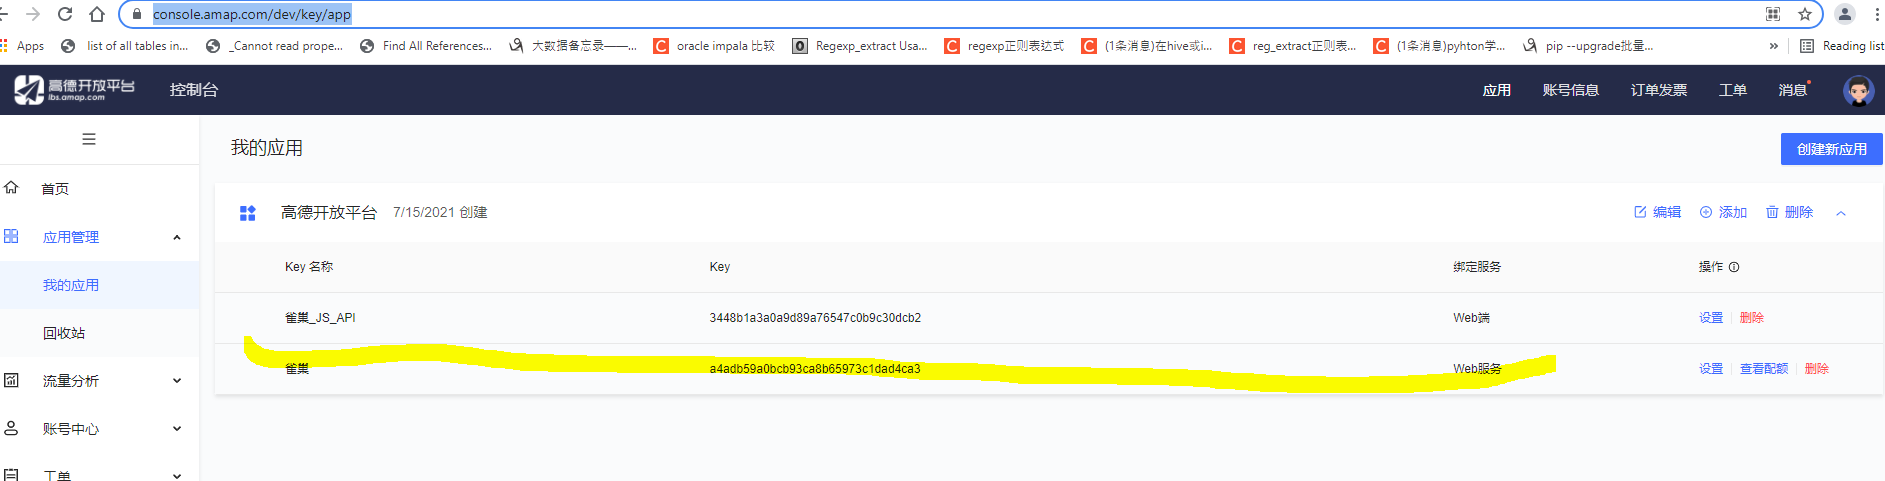 console.amap.com/dev/key/app
Apps list of all tables in... _Cannot read prope... Find All References... 大数据备忘录——... oracle impala 比较 Regexp_extract Usa... regexp正则表达式 (1条消息)在hive或i... reg_extract正则表... (1条消息)pyhton学... pip --upgrade批量... » Reading list
高德开放平台
lbs.amap.com
控制台 应用 账号信息 订单发票 工单 消息
我的应用 创建新应用
首页
应用管理
我的应用
回收站
流量分析
账号中心
工单
高德开放平台 7/15/2021 创建 编辑 添加 删除
Key 名称 Key 绑定服务 操作
雀巢_JS_API 3448b1a3a0a9d89a76547c0b9c30dcb2 Web端 设置 删除
雀巢 a4adb59a0bcb93ca8b65973c1dad4ca3 Web服务 设置 查看配额 删除